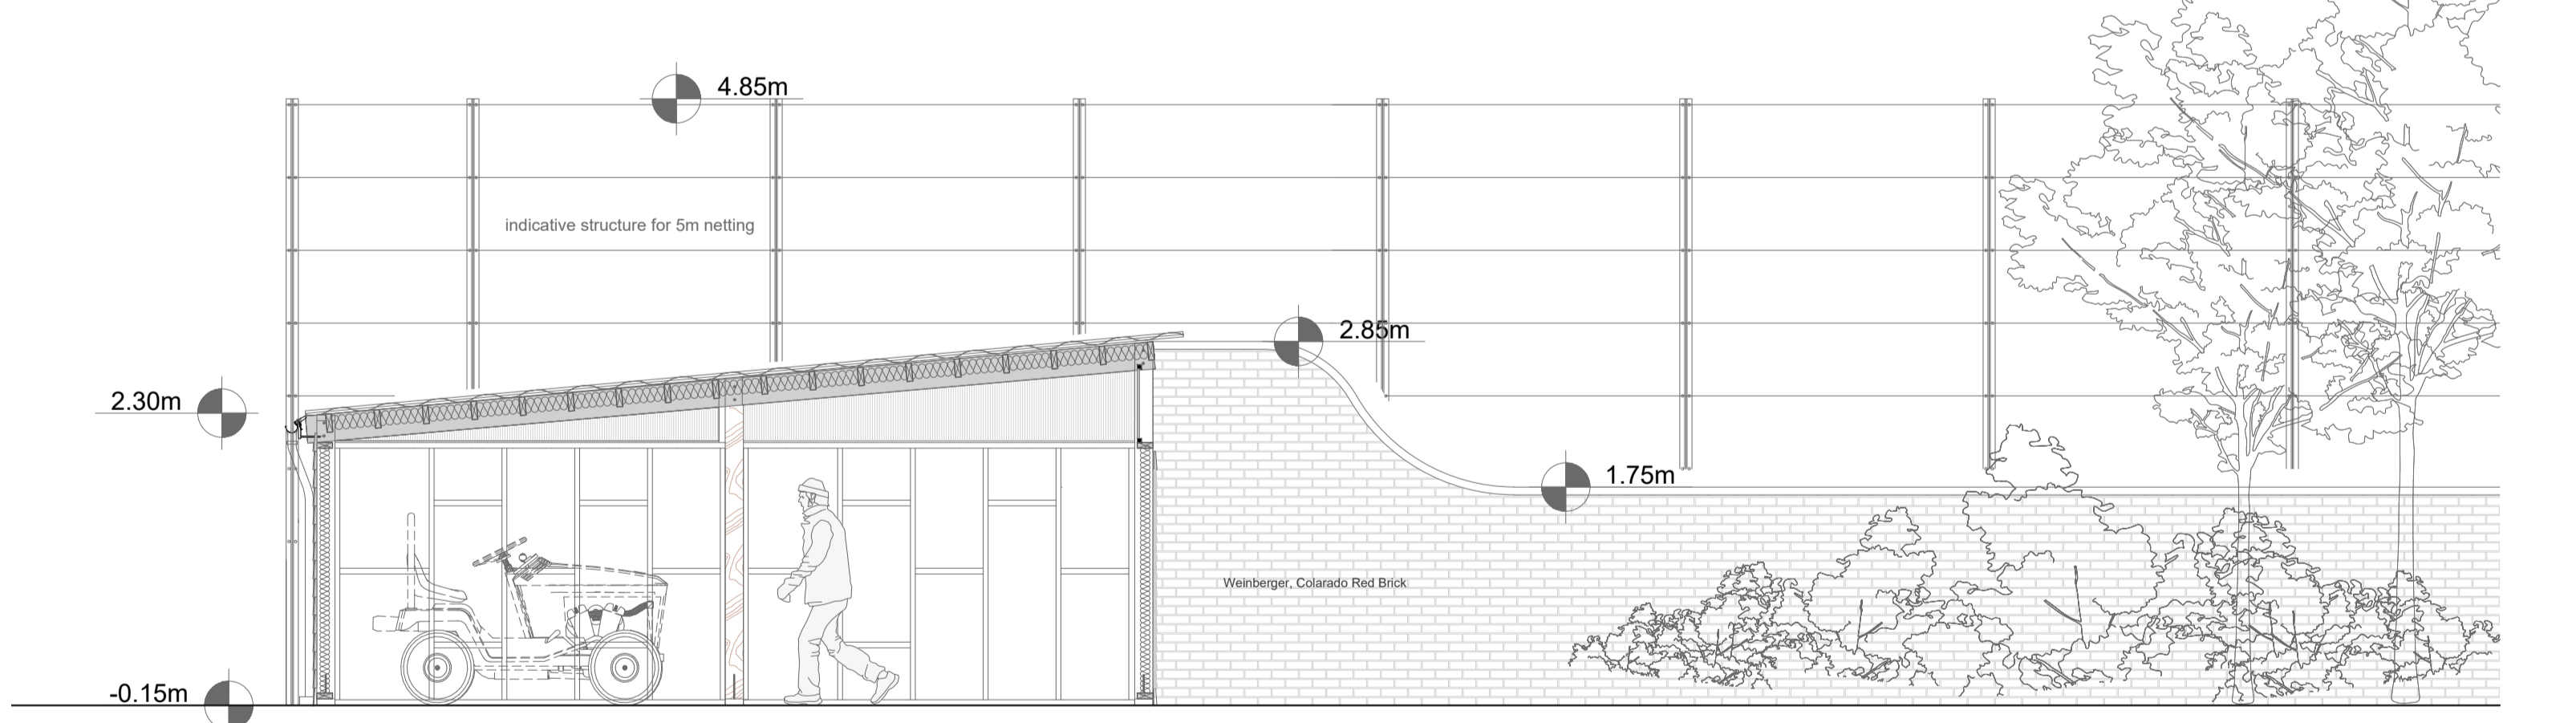 4.85m
indicative structure for 5m netting
2.85m
2.30m
1.75m
Weinberger, Colarado Red Brick
-0.15m